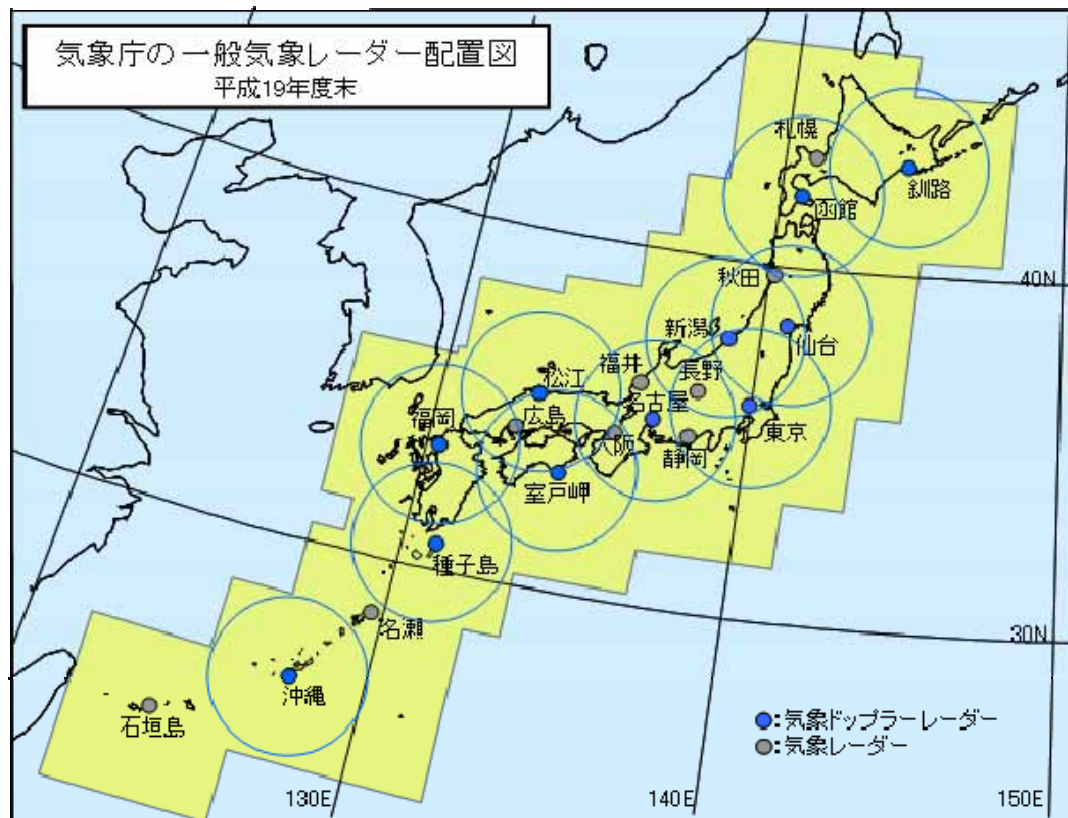 気象庁の一般気象レーダー配置図
平成19年度末
札幌
釧路
函館
秋田
40N
新潟
仙台
福井
長野
松江
名古屋
福岡
広島
大阪
静岡
東京
室戸岬
種子島
名瀬
30N
沖縄
石垣島
●:気象ドップラーレーダー
●:気象レーダー
130E
140E
150E